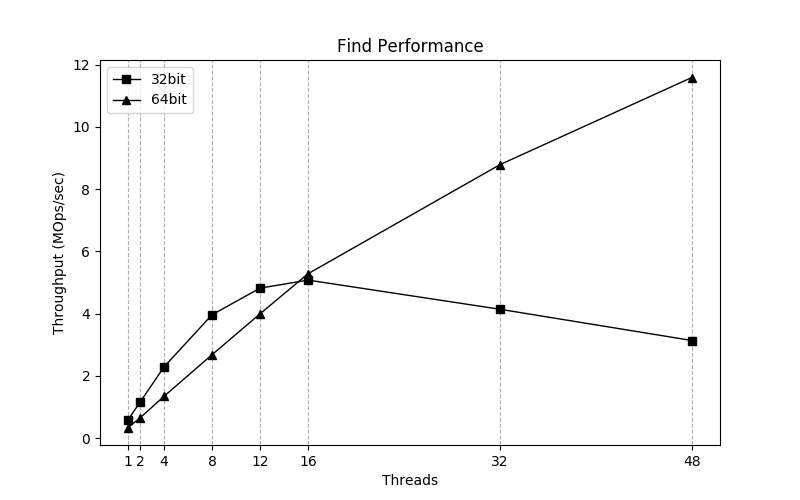 Find Performance
32bit
64bit
Throughput (MOps/sec)
12
10
8
6
4
2
0
1 2 4 8 12 16 32 48
Threads